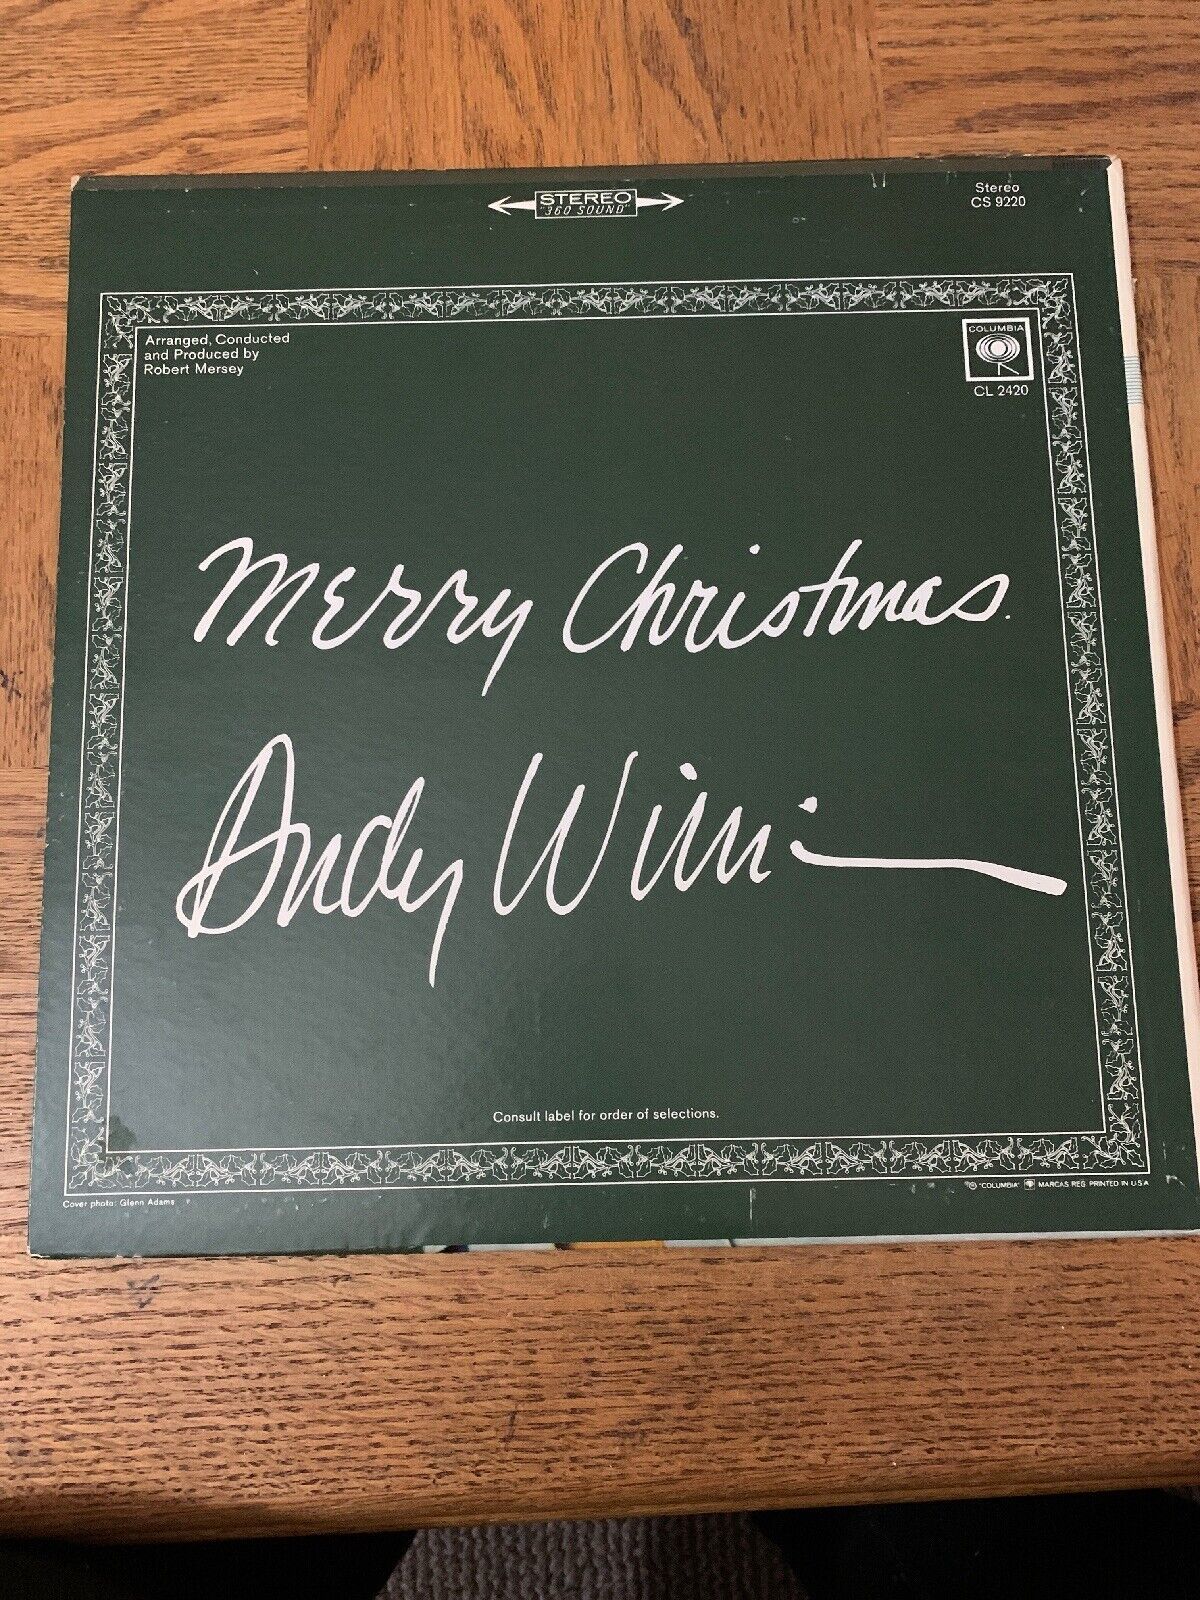 STEREO
"360 SOUND"
Stereo
CS 9220
Arranged, Conducted
and Produced by
Robert Mersey
COLUMBIA
CL 2420
Merry Christmas.
Andy Williams
Consult label for order of selections.
Cover photo: Glenn Adams
® "COLUMBIA" MARCAS REG. PRINTED IN U.S.A.